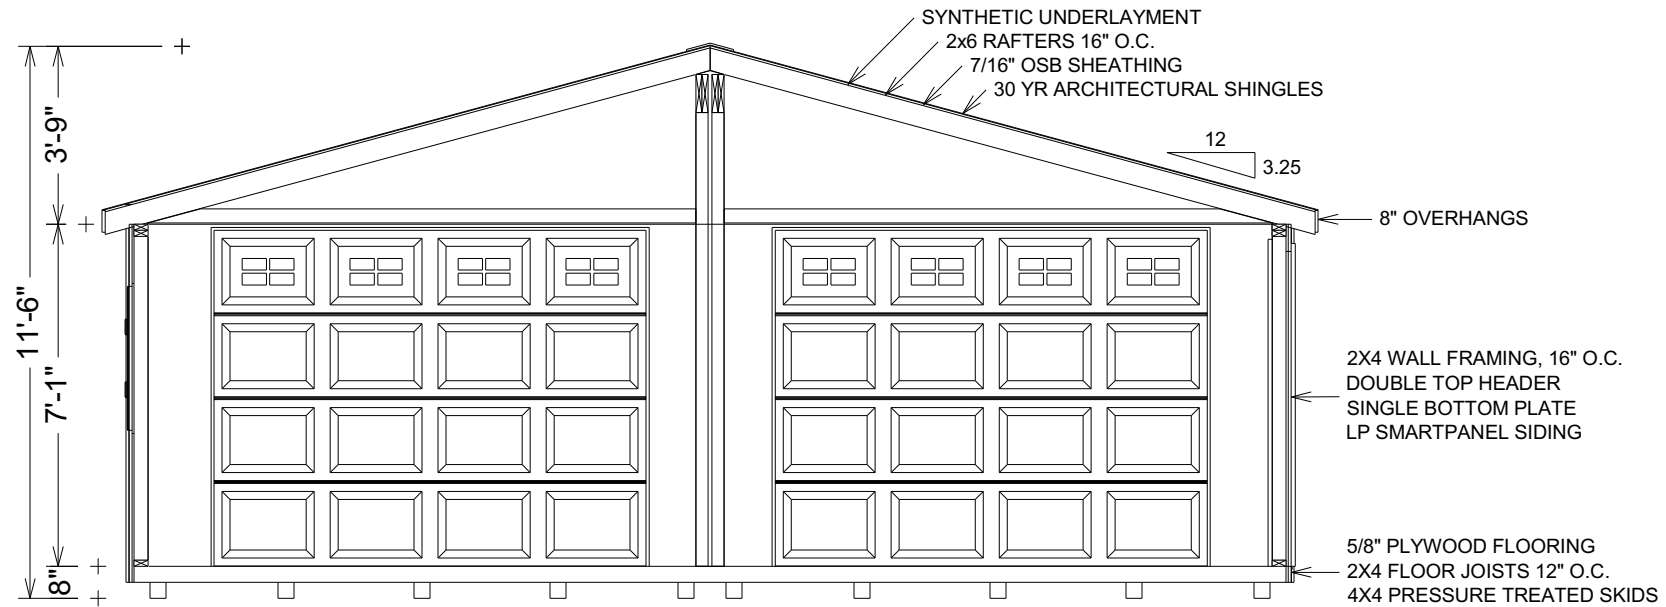 SYNTHETIC UNDERLAYMENT
2x6 RAFTERS 16" O.C.
7/16" OSB SHEATHING
30 YR ARCHITECTURAL SHINGLES
12
3.25
8" OVERHANGS
3'-9"
11'-6"
7'-1"
8"
2X4 WALL FRAMING, 16" O.C.
DOUBLE TOP HEADER
SINGLE BOTTOM PLATE
LP SMARTPANEL SIDING
5/8" PLYWOOD FLOORING
2X4 FLOOR JOISTS 12" O.C.
4X4 PRESSURE TREATED SKIDS